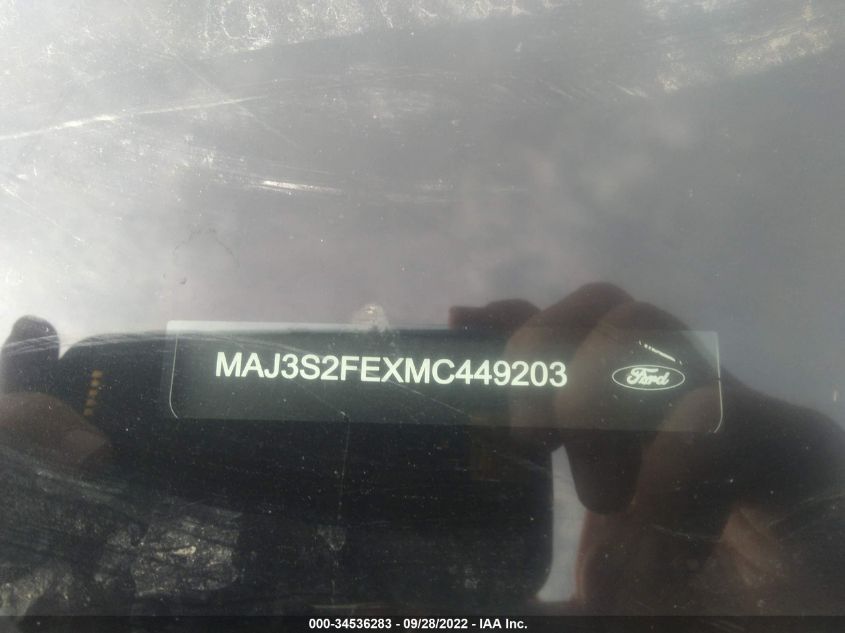 MAJ3S2FEXMC449203
Ford
000-34536283 - 09/28/2022 - IAA Inc.